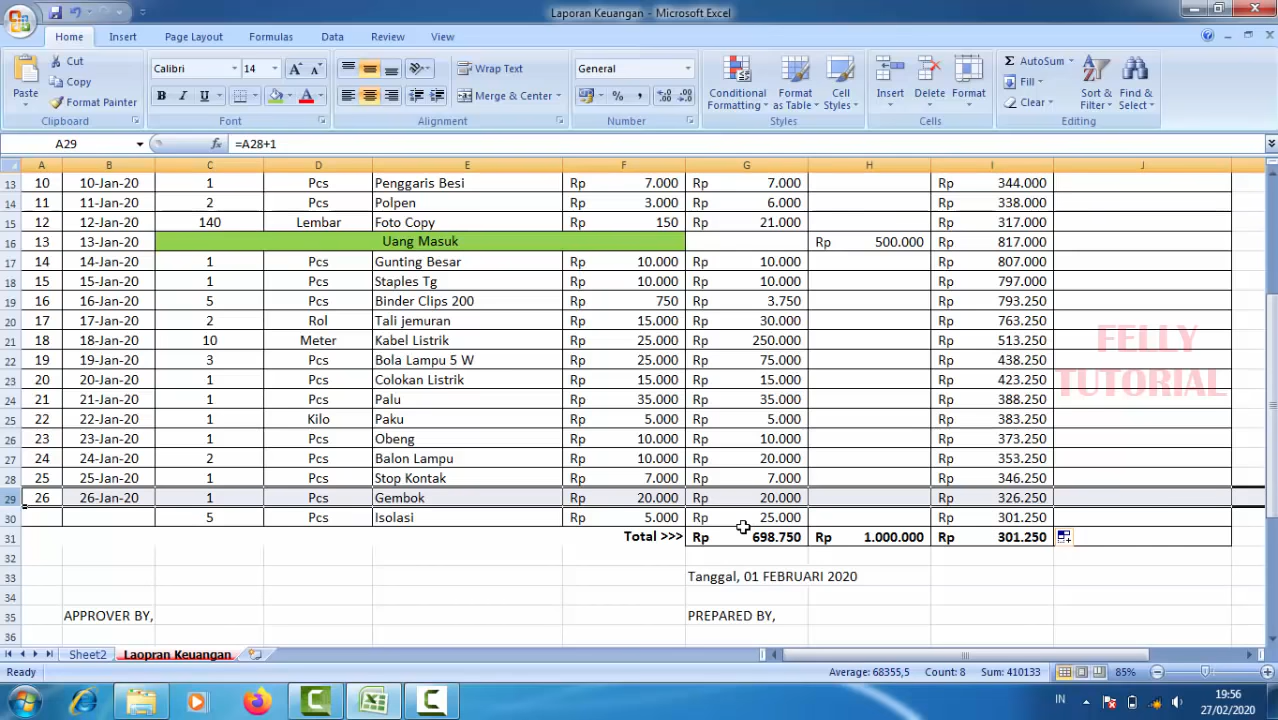 Laporan Keuangan - Microsoft Excel
Home Insert Page Layout Formulas Data Review View
Paste Cut Copy Format Painter Clipboard
Calibri 14 A A B I U A Font
Wrap Text Merge & Center Alignment
General % , Number
Conditional Formatting Format as Table Cell Styles Styles
Insert Delete Format Cells
Σ AutoSum Fill Clear Sort & Filter Find & Select Editing
A29 fx =A28+1
A B C D E F G H I J
13 10 10-Jan-20 1 Pcs Penggaris Besi Rp 7.000 Rp 7.000 Rp 344.000
14 11 11-Jan-20 2 Pcs Polpen Rp 3.000 Rp 6.000 Rp 338.000
15 12 12-Jan-20 140 Lembar Foto Copy Rp 150 Rp 21.000 Rp 317.000
16 13 13-Jan-20 Uang Masuk Rp 500.000 Rp 817.000
17 14 14-Jan-20 1 Pcs Gunting Besar Rp 10.000 Rp 10.000 Rp 807.000
18 15 15-Jan-20 1 Pcs Staples Tg Rp 10.000 Rp 10.000 Rp 797.000
19 16 16-Jan-20 5 Pcs Binder Clips 200 Rp 750 Rp 3.750 Rp 793.250
20 17 17-Jan-20 2 Rol Tali jemuran Rp 15.000 Rp 30.000 Rp 763.250
21 18 18-Jan-20 10 Meter Kabel Listrik Rp 25.000 Rp 250.000 Rp 513.250
22 19 19-Jan-20 3 Pcs Bola Lampu 5 W Rp 25.000 Rp 75.000 Rp 438.250
23 20 20-Jan-20 1 Pcs Colokan Listrik Rp 15.000 Rp 15.000 Rp 423.250
24 21 21-Jan-20 1 Pcs Palu Rp 35.000 Rp 35.000 Rp 388.250
25 22 22-Jan-20 1 Kilo Paku Rp 5.000 Rp 5.000 Rp 383.250
26 23 23-Jan-20 1 Pcs Obeng Rp 10.000 Rp 10.000 Rp 373.250
27 24 24-Jan-20 2 Pcs Balon Lampu Rp 10.000 Rp 20.000 Rp 353.250
28 25 25-Jan-20 1 Pcs Stop Kontak Rp 7.000 Rp 7.000 Rp 346.250
29 26 26-Jan-20 1 Pcs Gembok Rp 20.000 Rp 20.000 Rp 326.250
30 5 Pcs Isolasi Rp 5.000 Rp 25.000 Rp 301.250
31 Total >>> Rp 698.750 Rp 1.000.000 Rp 301.250
32
33 Tanggal, 01 FEBRUARI 2020
34
35 APPROVER BY, PREPARED BY,
36
FELLY
TUTORIAL
Sheet2 Laopran Keuangan
Ready Average: 68355,5 Count: 8 Sum: 410133 85%
IN 19:56
27/02/2020